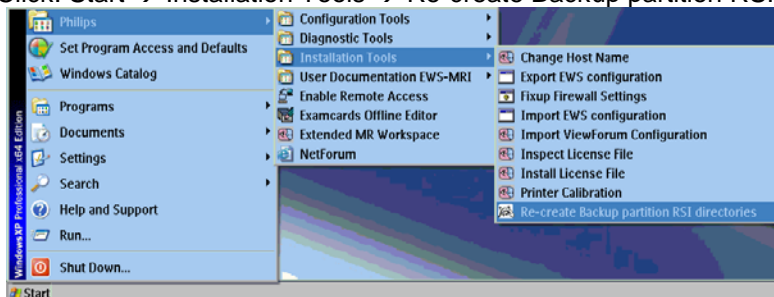 Click: Start → Installation Tools → Re-create Backup partition RSI
Philips
Set Program Access and Defaults
Windows Catalog
Programs
Documents
Settings
Search
Help and Support
Run...
Shut Down...
Start
Windows XP Professional x64 Edition
Configuration Tools
Diagnostic Tools
Installation Tools
User Documentation EWS-MRI
Enable Remote Access
Examcards Offline Editor
Extended MR Workspace
NetForum
Change Host Name
Export EWS configuration
Fixup Firewall Settings
Import EWS configuration
Import ViewForum Configuration
Inspect License File
Install License File
Printer Calibration
Re-create Backup partition RSI directories